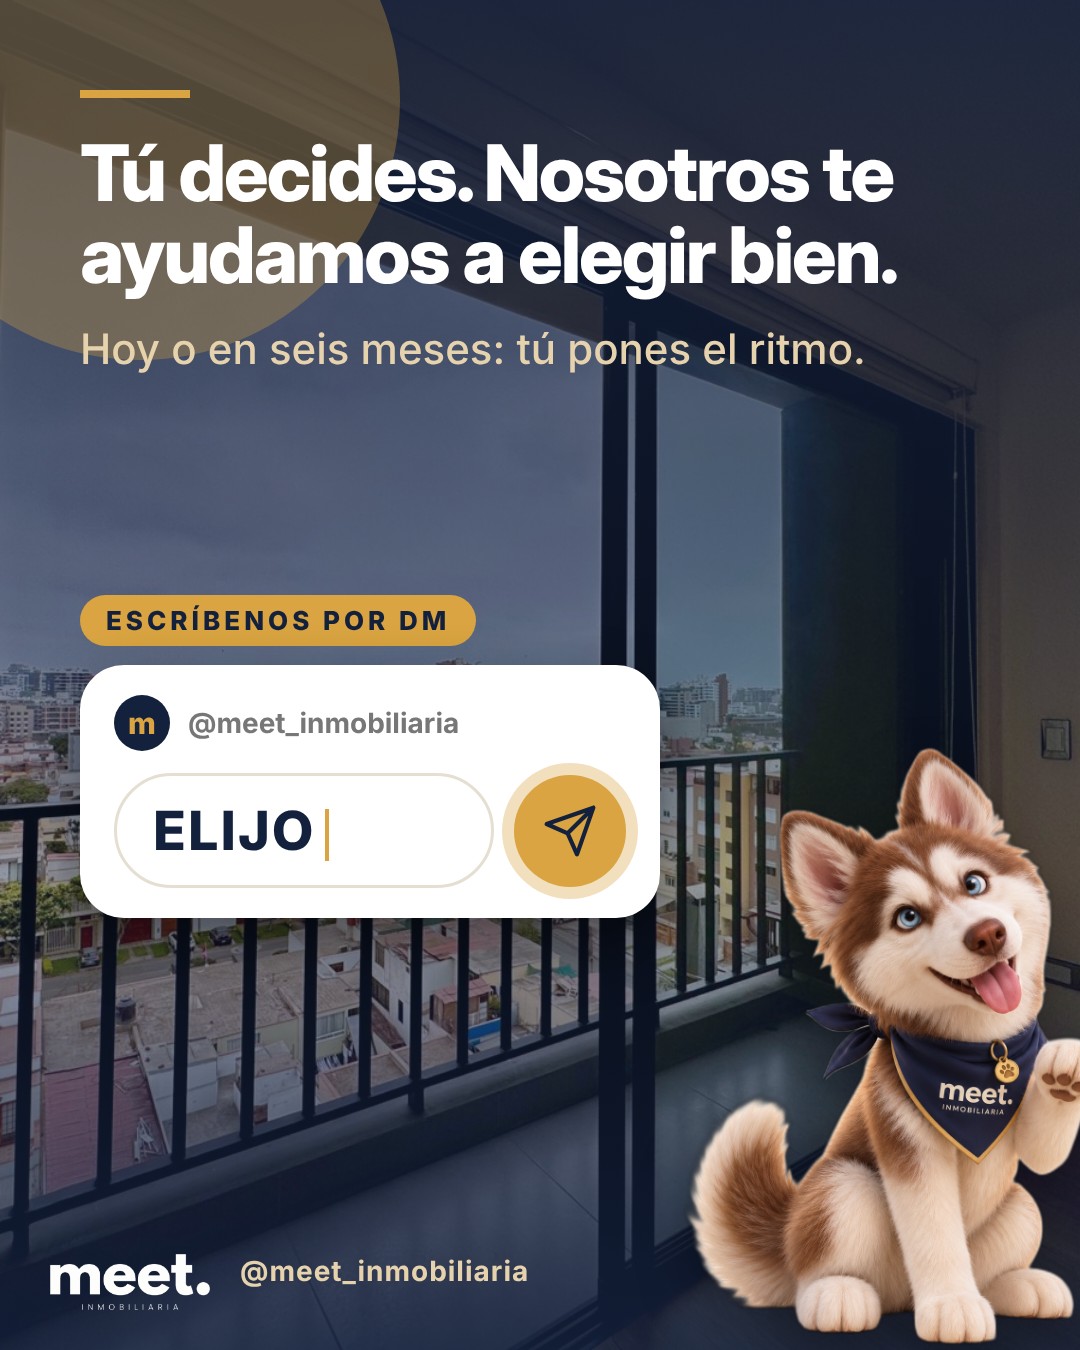 Tú decides. Nosotros te
ayudamos a elegir bien.
Hoy o en seis meses: tú pones el ritmo.
ESCRÍBENOS POR DM
m
@meet_inmobiliaria
ELIJO
meet.
INMOBILIARIA
meet.
INMOBILIARIA
@meet_inmobiliaria